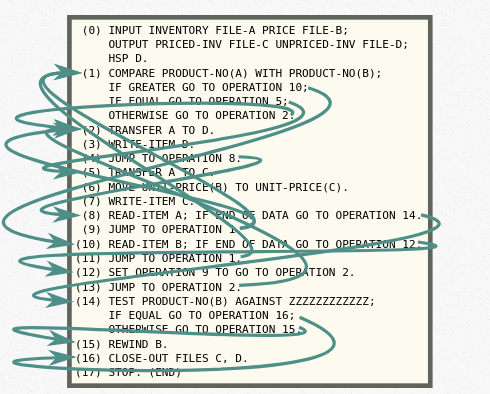 (0) INPUT INVENTORY FILE-A PRICE FILE-B;
OUTPUT PRICED-INV FILE-C UNPRICED-INV FILE-D;
HSP D.
(1) COMPARE PRODUCT-NO(A) WITH PRODUCT-NO(B);
IF GREATER GO TO OPERATION 10;
IF EQUAL GO TO OPERATION 5;
OTHERWISE GO TO OPERATION 2.
(2) TRANSFER A TO D.
(3) WRITE-ITEM D.
(4) JUMP TO OPERATION 8.
(5) TRANSFER A TO C.
(6) MOVE UNIT-PRICE(B) TO UNIT-PRICE(C).
(7) WRITE-ITEM C.
(8) READ-ITEM A; IF END OF DATA GO TO OPERATION 14.
(9) JUMP TO OPERATION 1.
(10) READ-ITEM B; IF END OF DATA GO TO OPERATION 12.
(11) JUMP TO OPERATION 1.
(12) SET OPERATION 9 TO GO TO OPERATION 2.
(13) JUMP TO OPERATION 2.
(14) TEST PRODUCT-NO(B) AGAINST ZZZZZZZZZZZZ;
IF EQUAL GO TO OPERATION 16;
OTHERWISE GO TO OPERATION 15.
(15) REWIND B.
(16) CLOSE-OUT FILES C, D.
(17) STOP. (END)